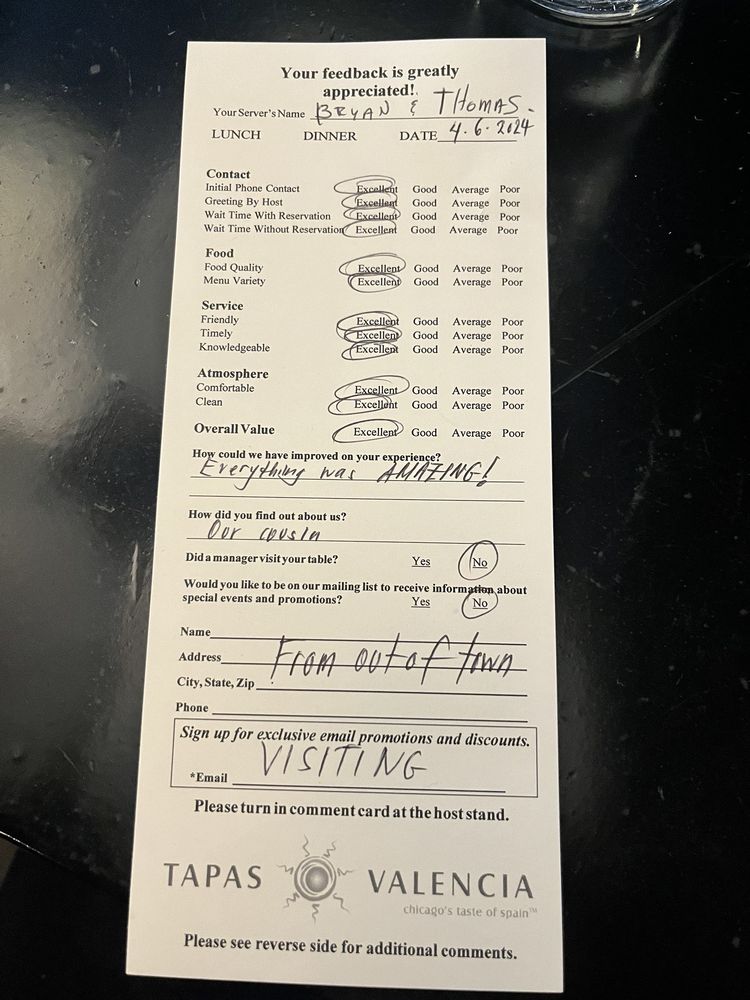 Your feedback is greatly
appreciated!
Your Server's Name BRYAN & THOMAS.
LUNCH DINNER DATE 4.6.2024
Contact
Initial Phone Contact Excellent Good Average Poor
Greeting By Host Excellent Good Average Poor
Wait Time With Reservation Excellent Good Average Poor
Wait Time Without Reservation Excellent Good Average Poor
Food
Food Quality Excellent Good Average Poor
Menu Variety Excellent Good Average Poor
Service
Friendly Excellent Good Average Poor
Timely Excellent Good Average Poor
Knowledgeable Excellent Good Average Poor
Atmosphere
Comfortable Excellent Good Average Poor
Clean Excellent Good Average Poor
Overall Value Excellent Good Average Poor
How could we have improved on your experience?
Everything was AMAZING!
How did you find out about us?
Our cousin
Did a manager visit your table? Yes No
Would you like to be on our mailing list to receive information about
special events and promotions? Yes No
Name
Address From out of town
City, State, Zip
Phone
Sign up for exclusive email promotions and discounts.
VISITING
*Email
Please turn in comment card at the host stand.
TAPAS VALENCIA
chicago's taste of spain™
Please see reverse side for additional comments.